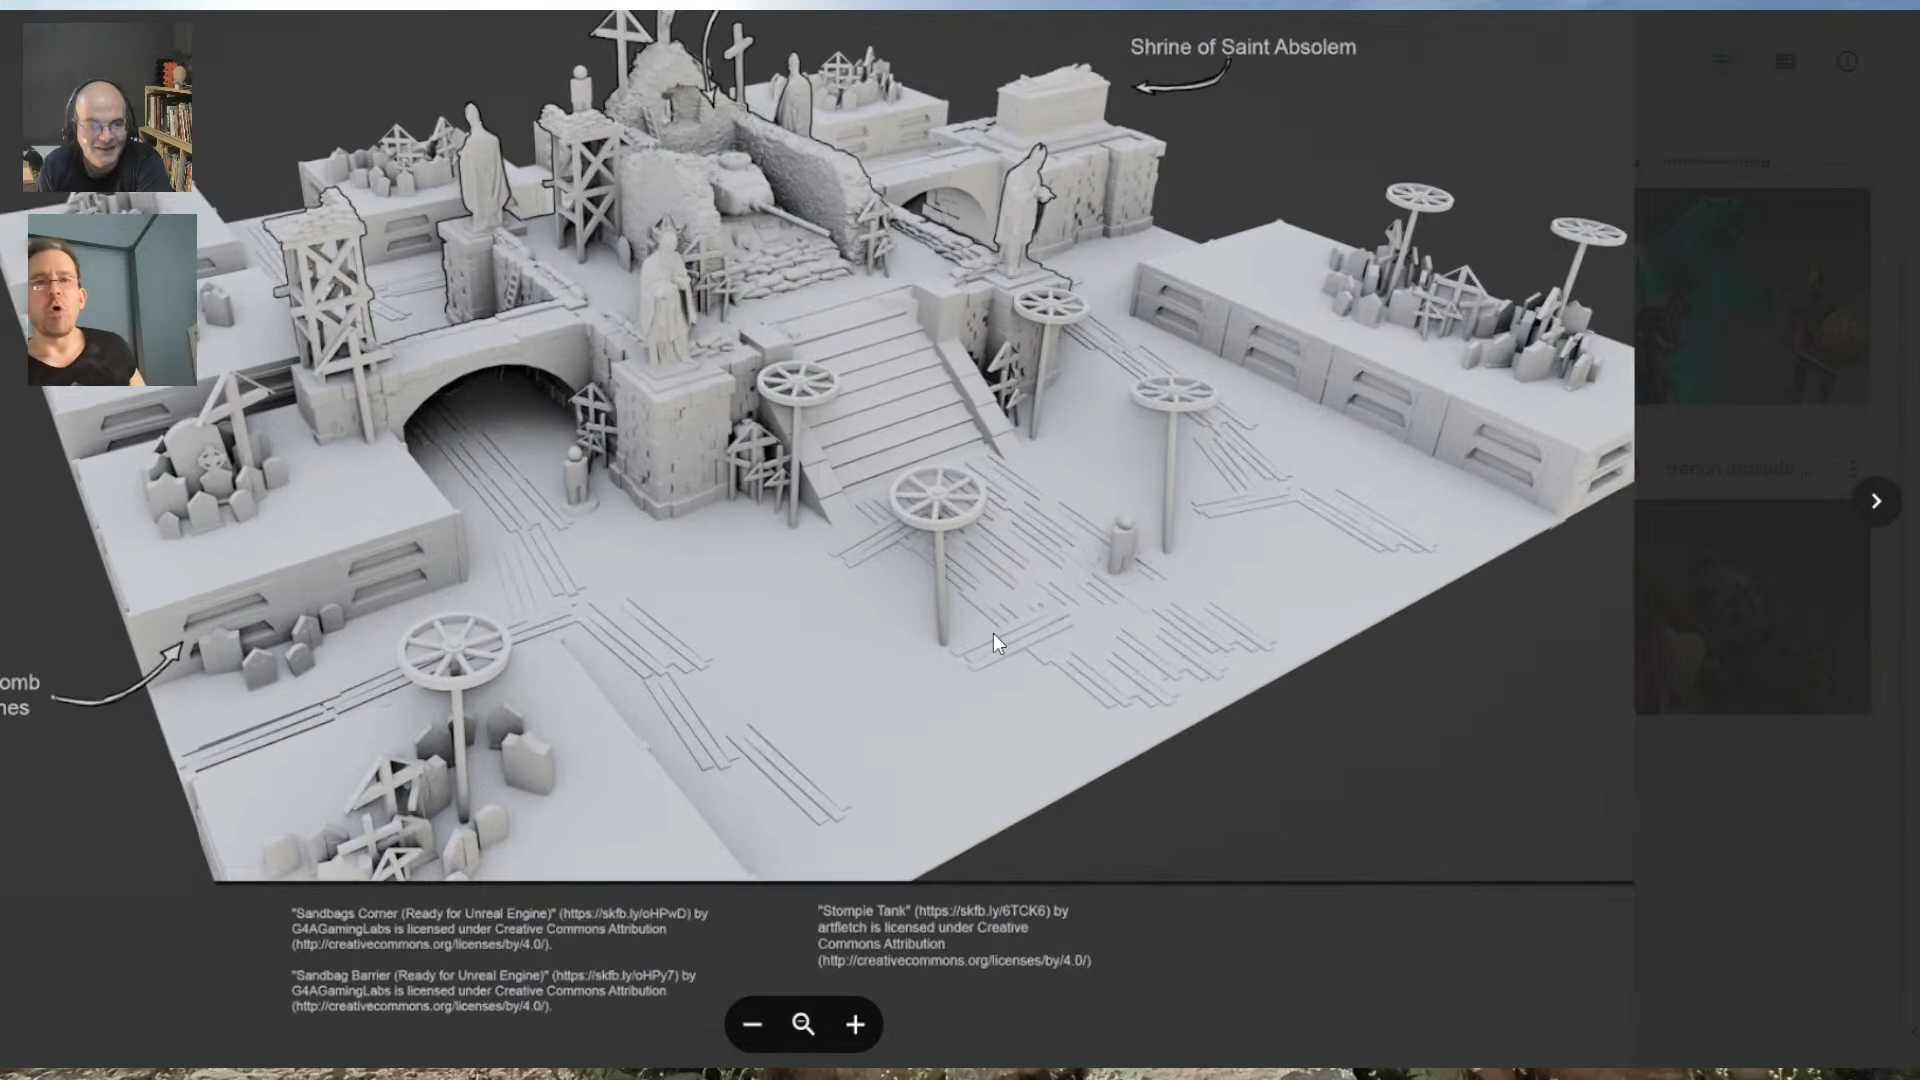 Shrine of Saint Absolem
omb
nes
"Sandbags Corner (Ready for Unreal Engine)" (https://skfb.ly/oHPwD) by
G4AGamingLabs is licensed under Creative Commons Attribution
(http://creativecommons.org/licenses/by/4.0/).
"Sandbag Barrier (Ready for Unreal Engine)" (https://skfb.ly/oHPy7) by
G4AGamingLabs is licensed under Creative Commons Attribution
(http://creativecommons.org/licenses/by/4.0/).
"Stompie Tank" (https://skfb.ly/6TCK6) by
artfletch is licensed under Creative
Commons Attribution
(http://creativecommons.org/licenses/by/4.0/)